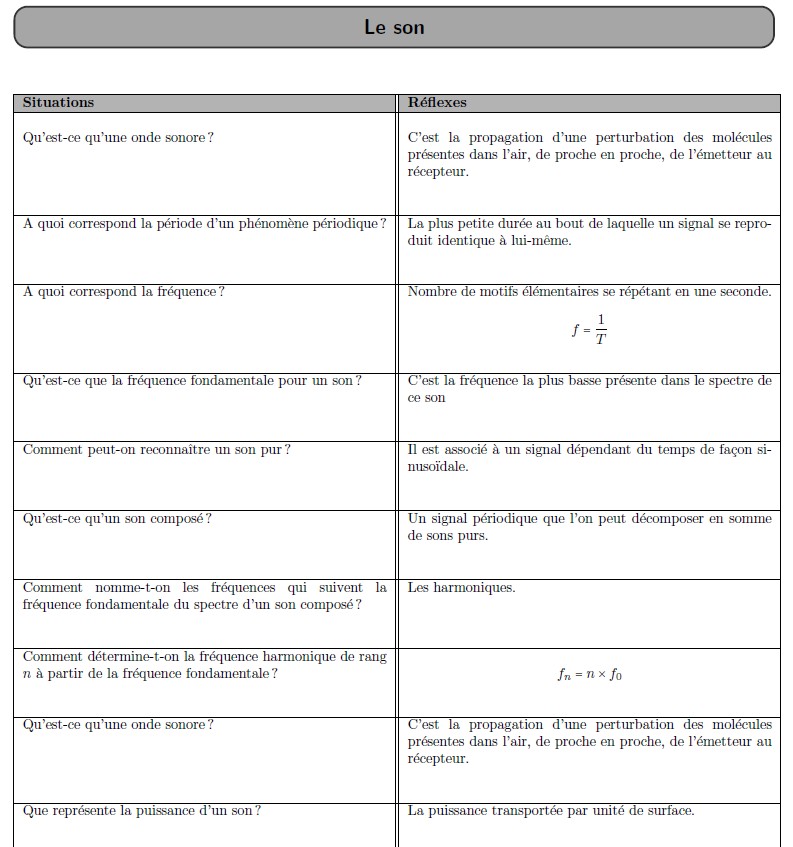 Le son
Situations
Réflexes
Qu'est-ce qu'une onde sonore ?
C'est la propagation d'une perturbation des molécules
présentes dans l'air, de proche en proche, de l'émetteur au
récepteur.
A quoi correspond la période d'un phénomène périodique ?
La plus petite durée au bout de laquelle un signal se repro-
duit identique à lui-même.
A quoi correspond la fréquence ?
Nombre de motifs élémentaires se répétant en une seconde.
f = 1/T
Qu'est-ce que la fréquence fondamentale pour un son ?
C'est la fréquence la plus basse présente dans le spectre de
ce son
Comment peut-on reconnaître un son pur ?
Il est associé à un signal dépendant du temps de façon si-
nusoïdale.
Qu'est-ce qu'un son composé ?
Un signal périodique que l'on peut décomposer en somme
de sons purs.
Comment nomme-t-on les fréquences qui suivent la
fréquence fondamentale du spectre d'un son composé ?
Les harmoniques.
Comment détermine-t-on la fréquence harmonique de rang
n à partir de la fréquence fondamentale ?
fₙ = n × f₀
Qu'est-ce qu'une onde sonore ?
C'est la propagation d'une perturbation des molécules
présentes dans l'air, de proche en proche, de l'émetteur au
récepteur.
Que représente la puissance d'un son ?
La puissance transportée par unité de surface.